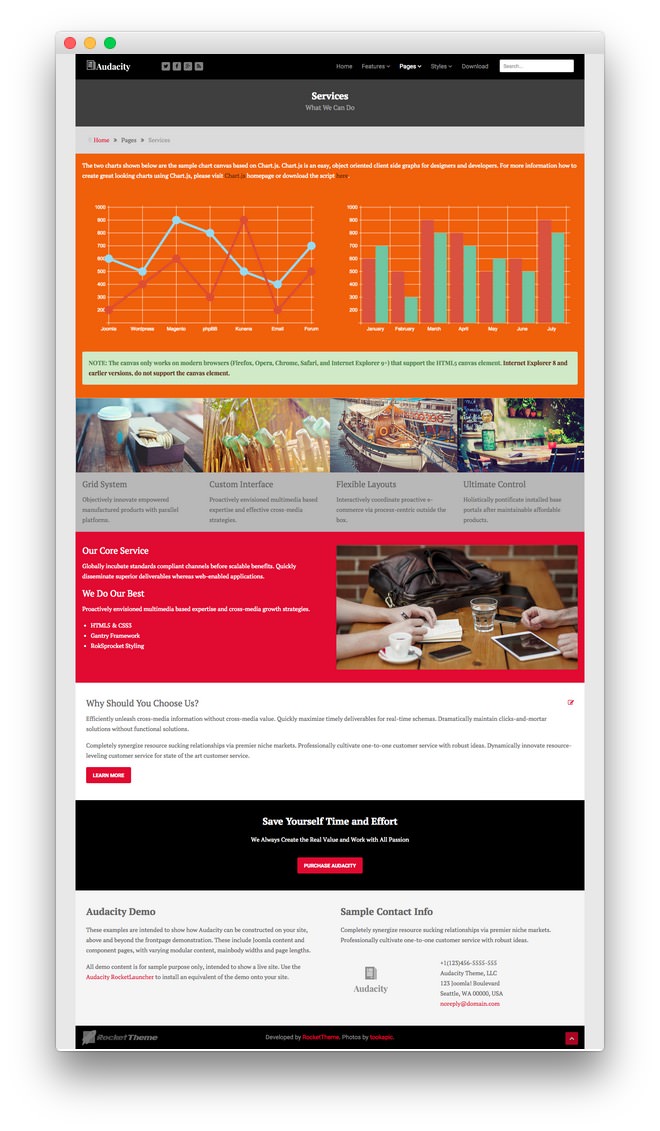 Audacity
Home Features Pages Styles Download Search...
Services
What We Can Do
Home » Pages » Services
The two charts shown below are the sample chart canvas based on Chart.js. Chart.js is an easy, object oriented client side graphs for designers and developers. For more information how to
create great looking charts using Chart.js, please visit Chart.js homepage or download the script here.
1000
900
800
700
600
500
400
300
200
Joomla Wordpress Magento phpBB Kunena Email Forum
1000
900
800
700
600
500
400
300
200
January February March April May June July
NOTE: The canvas only works on modern browsers (Firefox, Opera, Chrome, Safari, and Internet Explorer 9+) that support the HTML5 canvas element. Internet Explorer 8 and
earlier versions, do not support the canvas element.
Grid System
Objectively innovate empowered
manufactured products with parallel
platforms.
Custom Interface
Proactively envisioned multimedia based
expertise and effective cross-media
strategies.
Flexible Layouts
Interactively coordinate proactive e-
commerce via process-centric outside the
box.
Ultimate Control
Holistically pontificate installed base
portals after maintainable affordable
products.
Our Core Service
Globally incubate standards compliant channels before scalable benefits. Quickly
disseminate superior deliverables whereas web-enabled applications.
We Do Our Best
Proactively envisioned multimedia based expertise and cross-media growth strategies.
• HTML5 & CSS3
• Gantry Framework
• RokSprocket Styling
Why Should You Choose Us?
Efficiently unleash cross-media information without cross-media value. Quickly maximize timely deliverables for real-time schemas. Dramatically maintain clicks-and-mortar
solutions without functional solutions.
Completely synergize resource sucking relationships via premier niche markets. Professionally cultivate one-to-one customer service with robust ideas. Dynamically innovate resource-
leveling customer service for state of the art customer service.
LEARN MORE
Save Yourself Time and Effort
We Always Create the Real Value and Work with All Passion
PURCHASE AUDACITY
Audacity Demo
These examples are intended to show how Audacity can be constructed on your site,
above and beyond the frontpage demonstration. These include Joomla content and
component pages, with varying modular content, mainbody widths and page lengths.
All demo content is for sample purpose only, intended to show a live site. Use the
Audacity RocketLauncher to install an equivalent of the demo onto your site.
Sample Contact Info
Completely synergize resource sucking relationships via premier niche markets.
Professionally cultivate one-to-one customer service with robust ideas.
Audacity
+1(123)456-5555-555
Audacity Theme, LLC
123 Joomla! Boulevard
Seattle, WA 00000, USA
noreply@domain.com
RocketTheme
Developed by RocketTheme. Photos by tookapic.